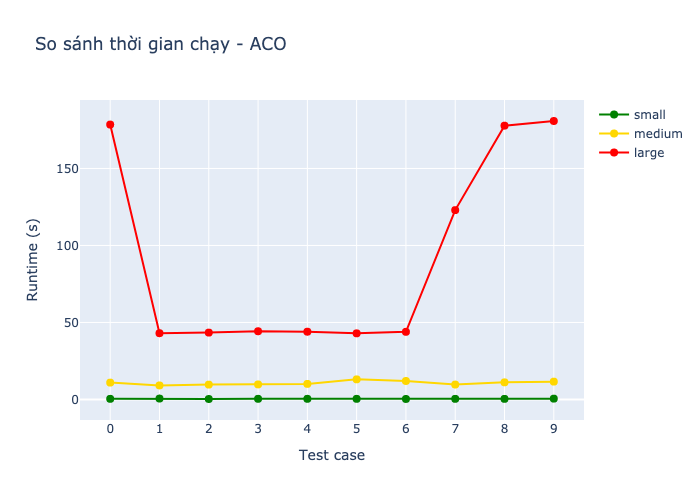 So sánh thời gian chạy - ACO
small
medium
large
Runtime (s)
150
100
50
0
0 1 2 3 4 5 6 7 8 9
Test case